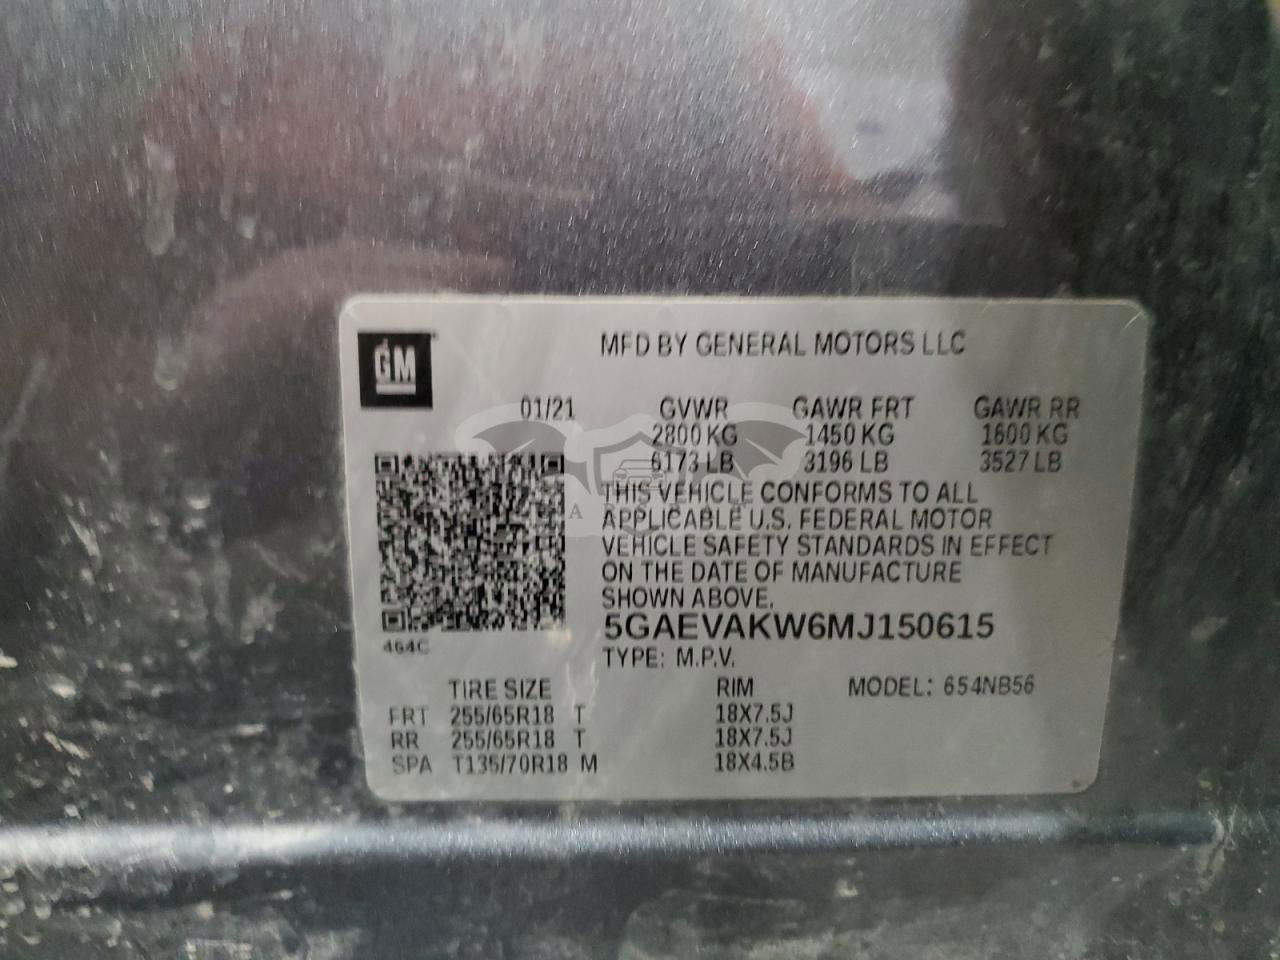 GM
MFD BY GENERAL MOTORS LLC
01/21 GVWR GAWR FRT GAWR RR
2800 KG 1450 KG 1600 KG
6173 LB 3196 LB 3527 LB
THIS VEHICLE CONFORMS TO ALL
APPLICABLE U.S. FEDERAL MOTOR
VEHICLE SAFETY STANDARDS IN EFFECT
ON THE DATE OF MANUFACTURE
SHOWN ABOVE.
5GAEVAKW6MJ150615
464C
TYPE: M.P.V.
TIRE SIZE RIM MODEL: 654NB56
FRT 255/65R18 T 18X7.5J
RR 255/65R18 T 18X7.5J
SPA T135/70R18 M 18X4.5B